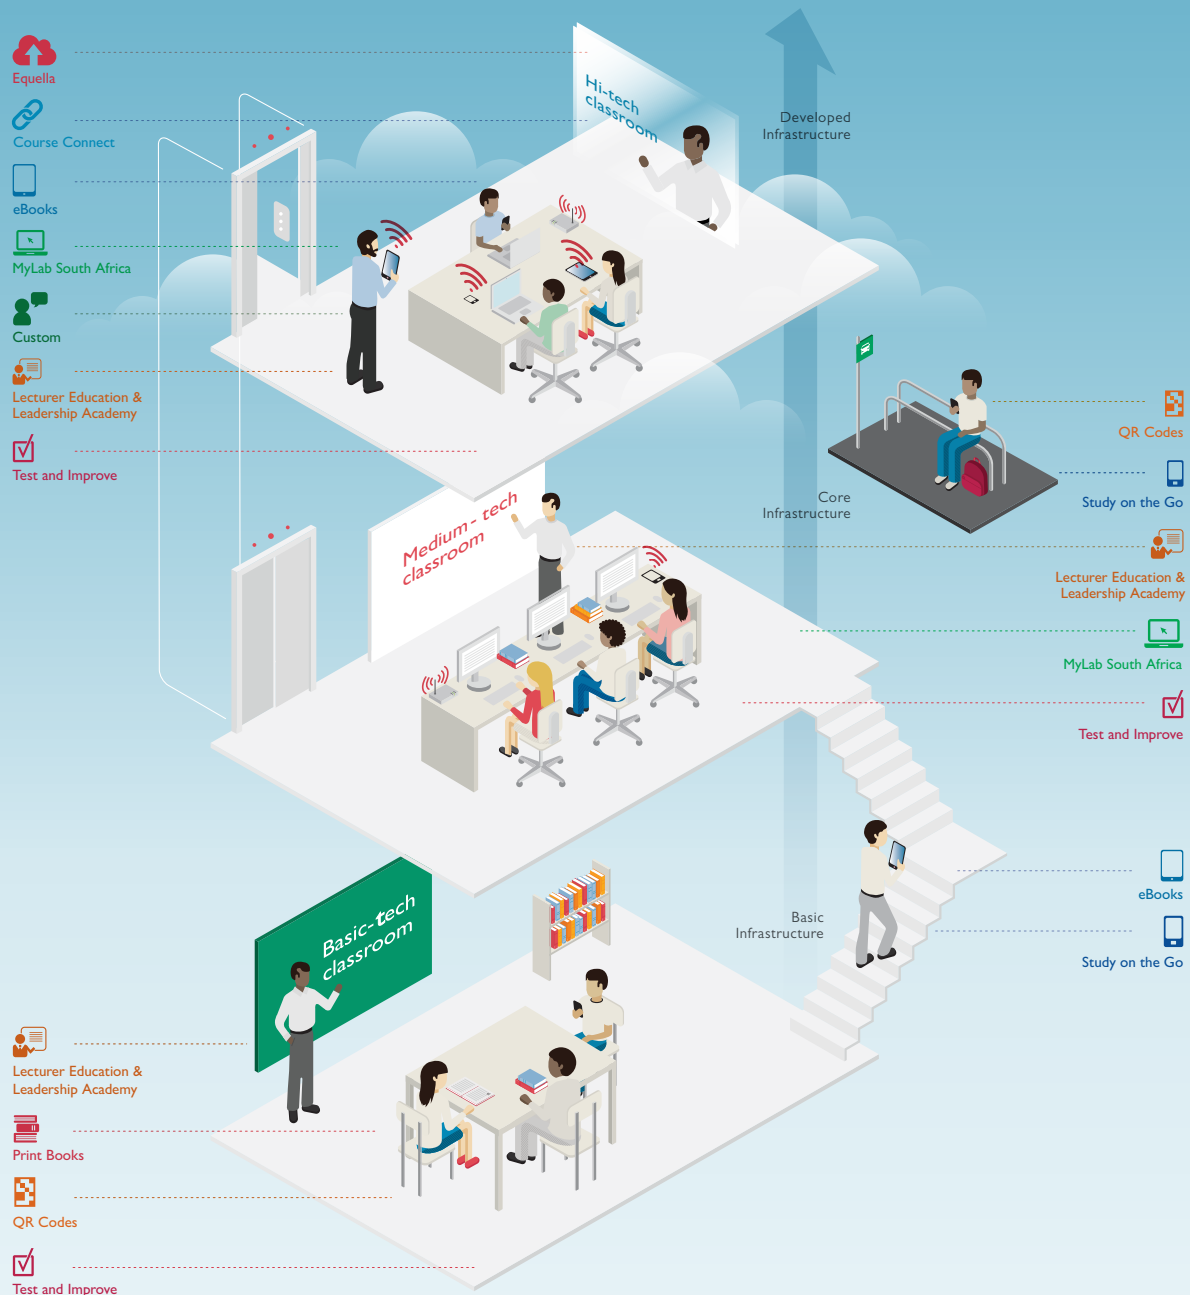 Equella
Course Connect
eBooks
MyLab South Africa
Custom
Lecturer Education &
Leadership Academy
Test and Improve
Hi-tech
classroom
Developed
Infrastructure
QR Codes
Study on the Go
Core
Infrastructure
Medium - tech
classroom
Lecturer Education &
Leadership Academy
MyLab South Africa
Test and Improve
eBooks
Study on the Go
Basic
Infrastructure
Basic-tech
classroom
Lecturer Education &
Leadership Academy
Print Books
QR Codes
Test and Improve